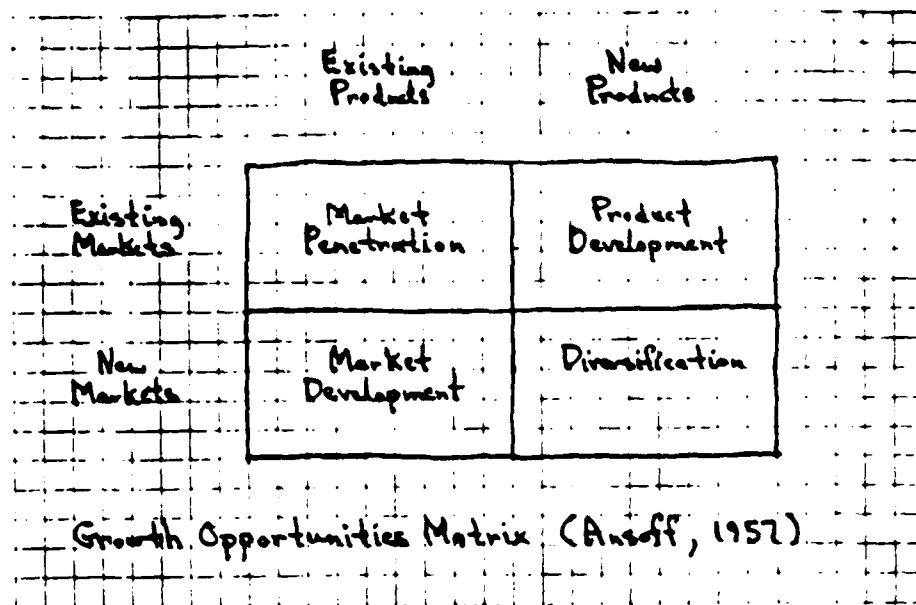 Existing
Products
New
Products
Existing
Markets
Market
Penetration
Product
Development
New
Markets
Market
Development
Diversification
Growth Opportunities Matrix (Ansoff, 1957)